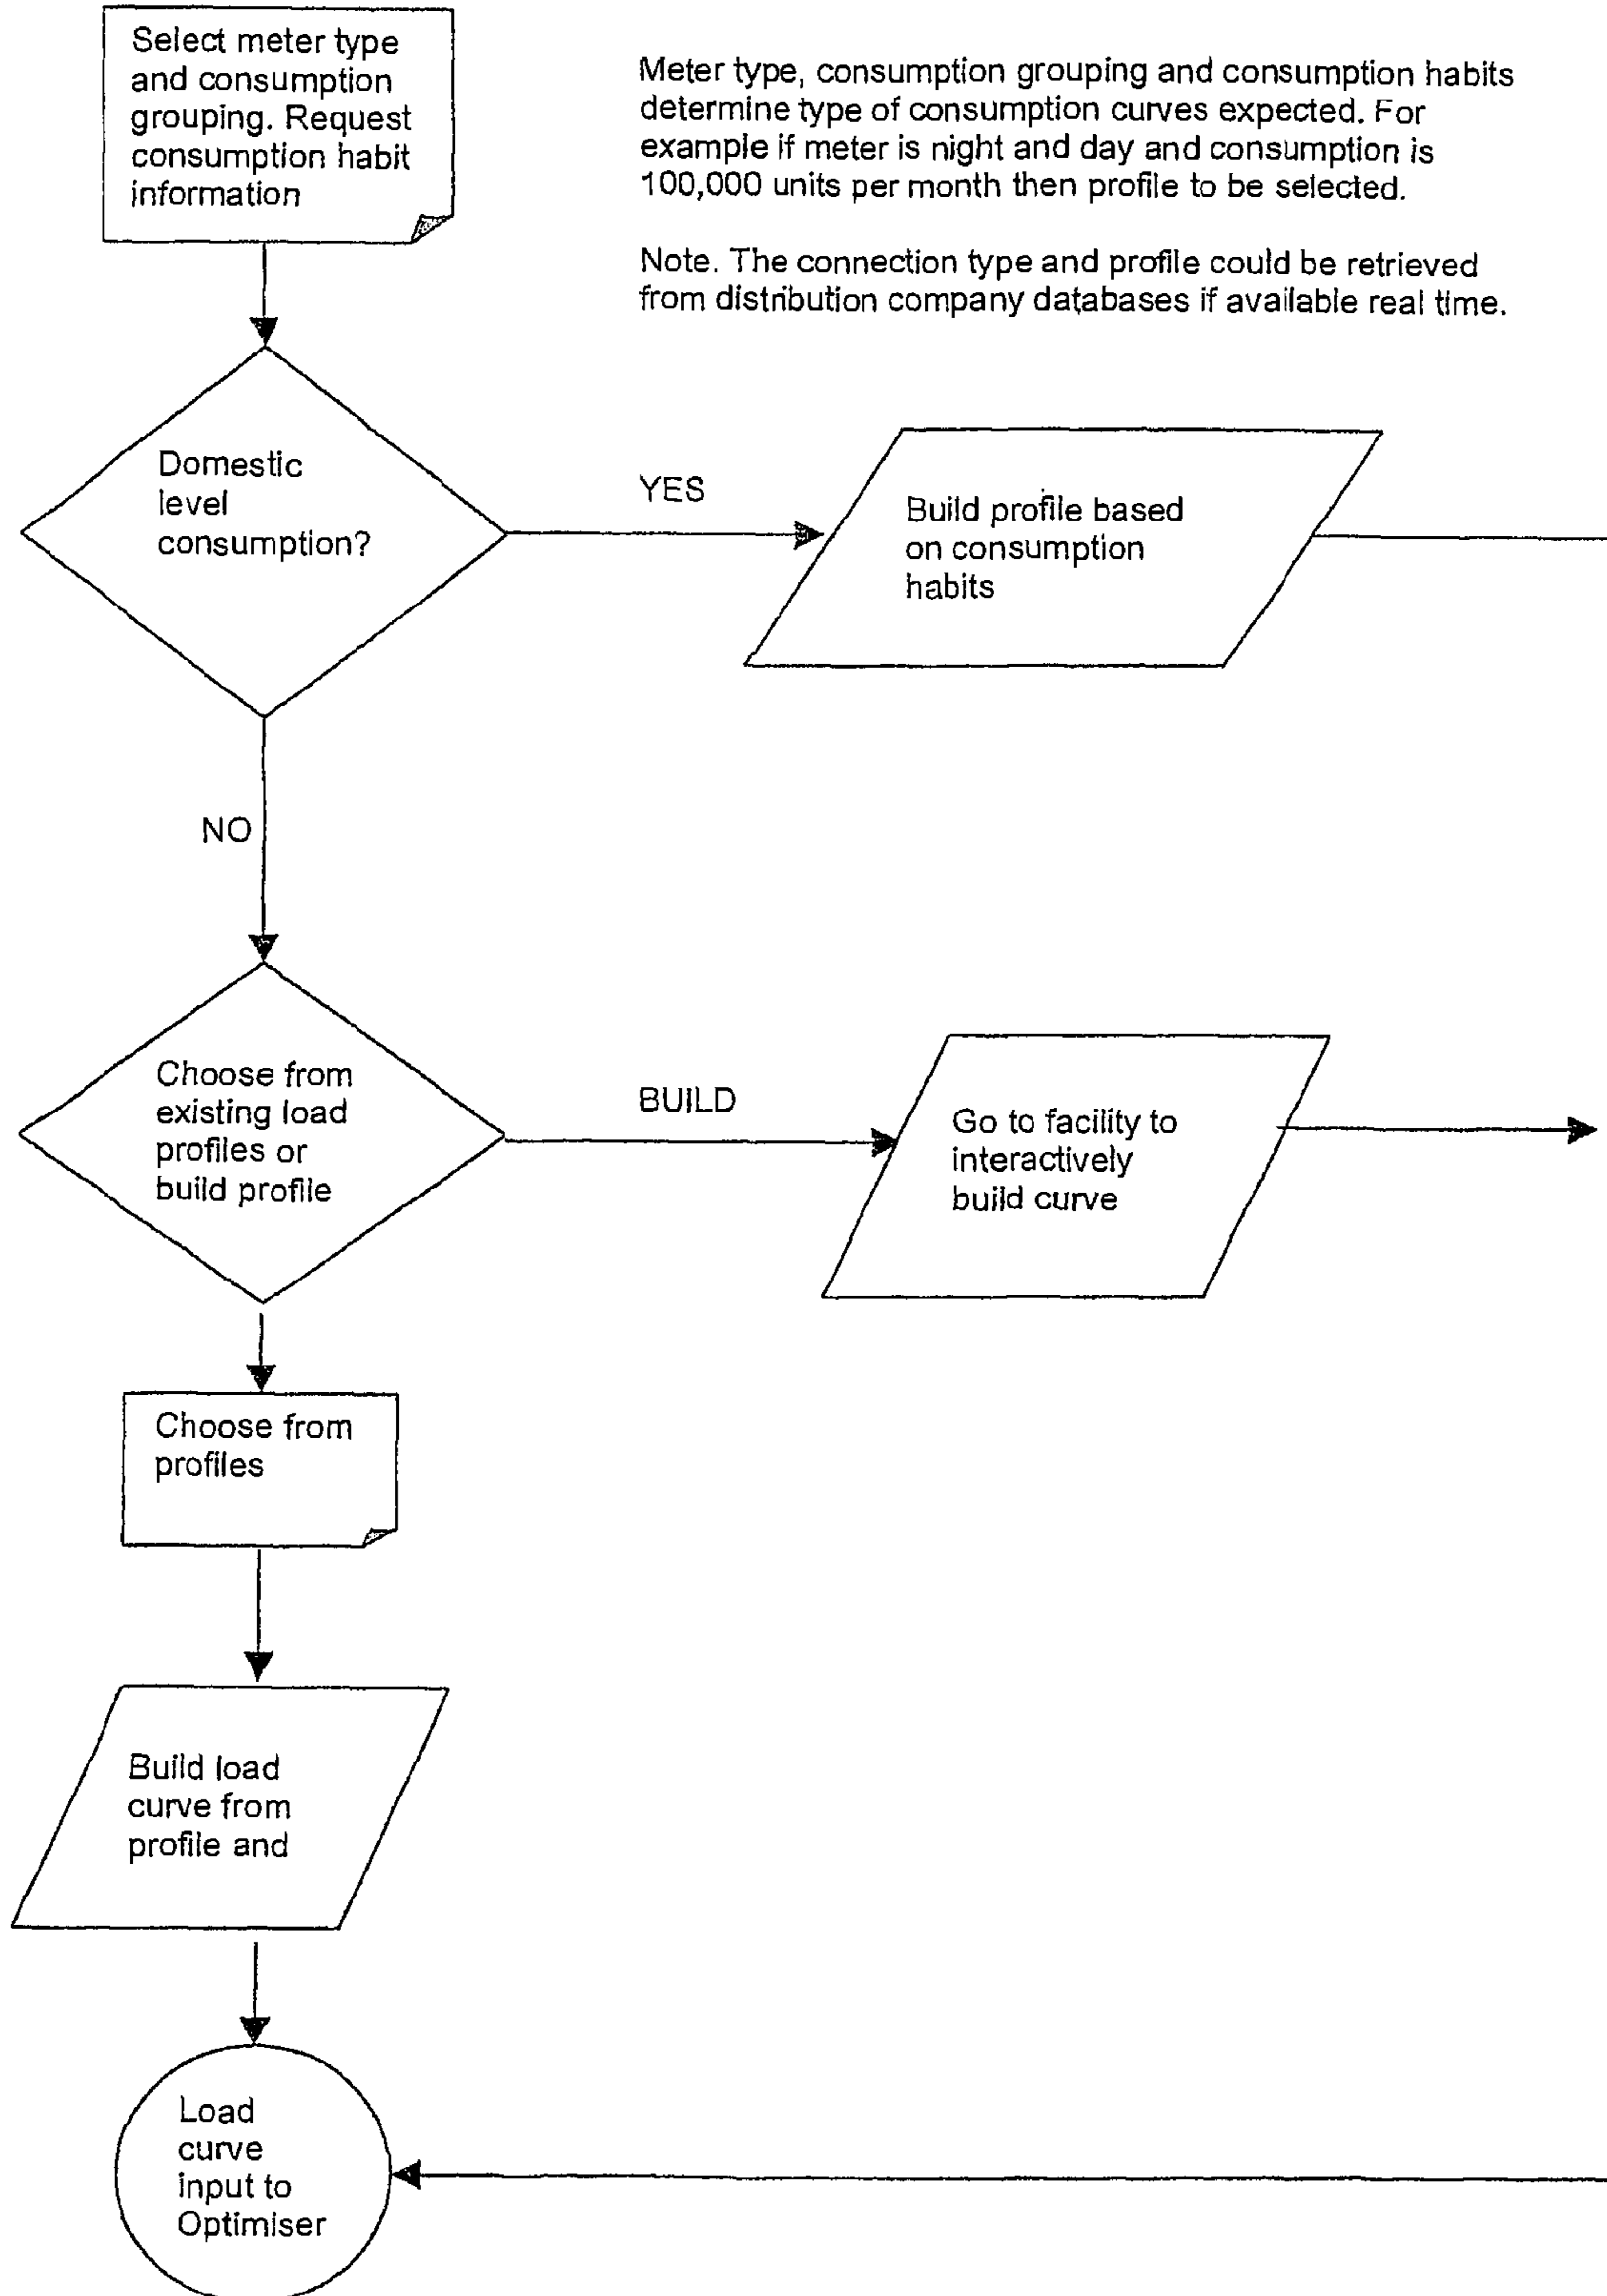 Select meter type
and consumption
grouping. Request
consumption habit
information
Meter type, consumption grouping and consumption habits
determine type of consumption curves expected. For
example if meter is night and day and consumption is
100,000 units per month then profile to be selected.
Note. The connection type and profile could be retrieved
from distribution company databases if available real time.
Domestic
level
consumption?
YES
Build profile based
on consumption
habits
NO
Choose from
existing load
profiles or
build profile
BUILD
Go to facility to
interactively
build curve
Choose from
profiles
Build load
curve from
profile and
Load
curve
input to
Optimiser